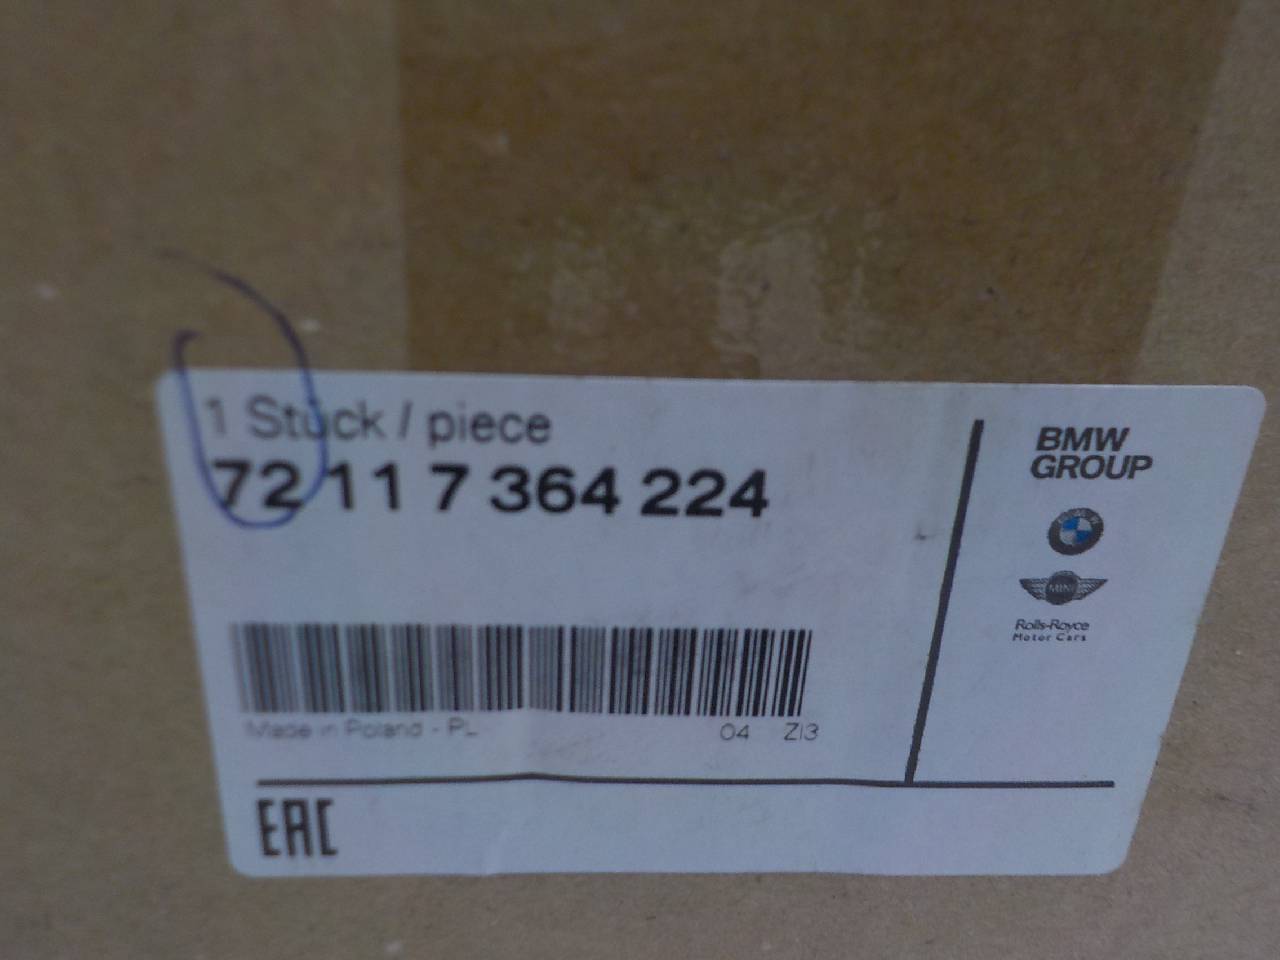 1 Stück / piece
72 11 7 364 224
Made in Poland - PL 04 ZI3
EAC
BMW
GROUP
MINI
Rolls-Royce
Motor Cars